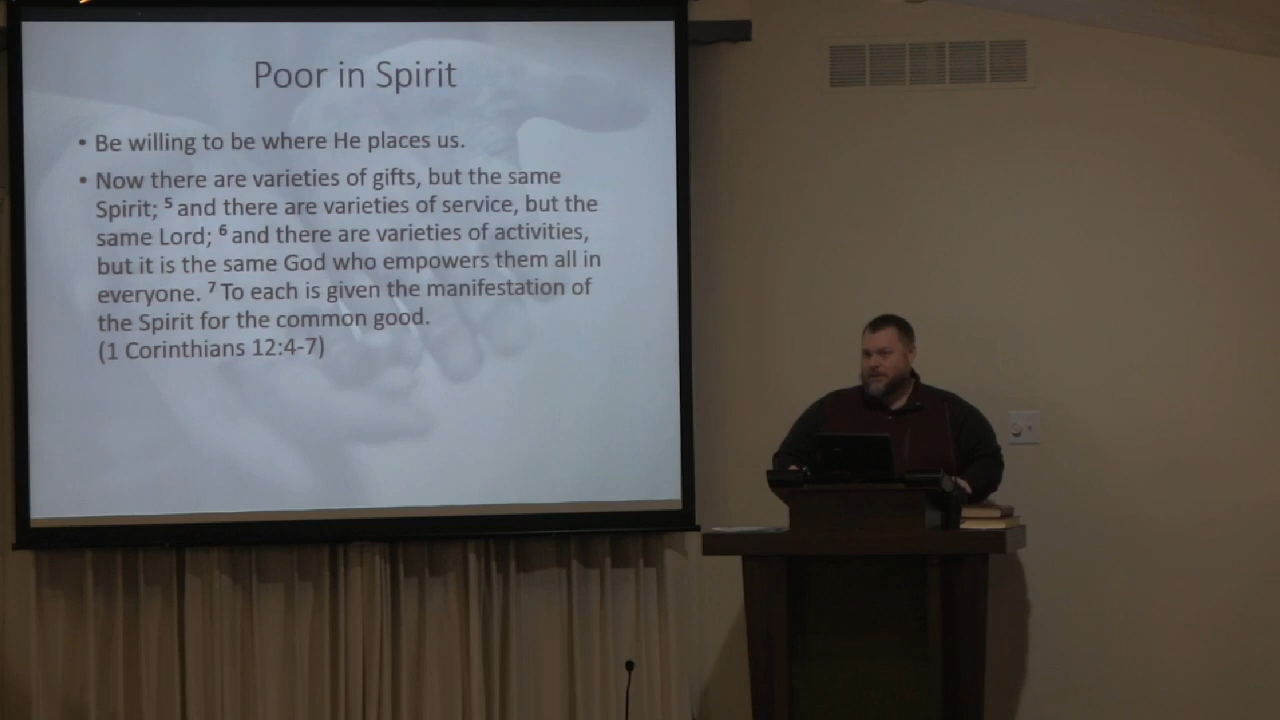 Poor in Spirit
• Be willing to be where He places us.
• Now there are varieties of gifts, but the same
Spirit; ⁵ and there are varieties of service, but the
same Lord; ⁶ and there are varieties of activities,
but it is the same God who empowers them all in
everyone. ⁷ To each is given the manifestation of
the Spirit for the common good.
(1 Corinthians 12:4-7)